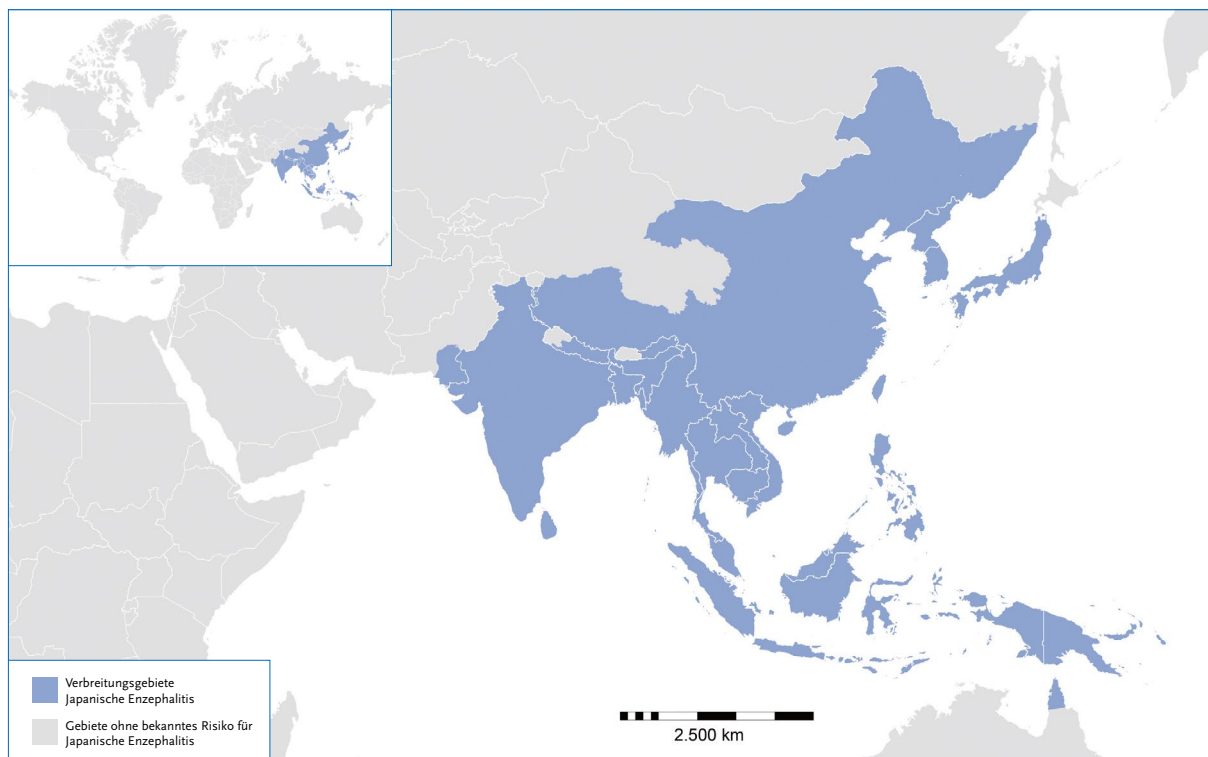 Verbreitungsgebiete
Japanische Enzephalitis
Gebiete ohne bekanntes Risiko für
Japanische Enzephalitis
2.500 km